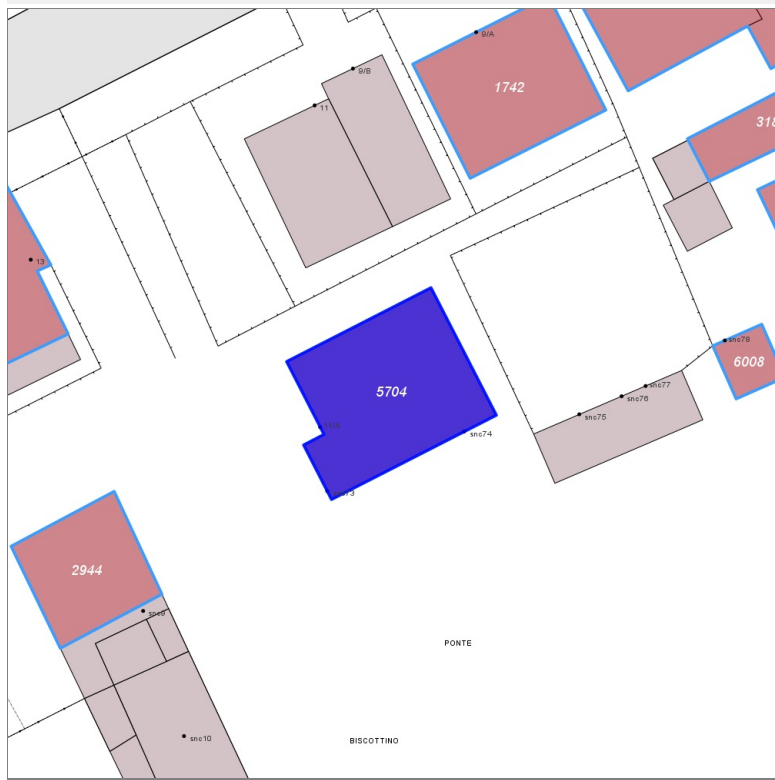 9/A
1742
9/B
11
318
13
snc78
6008
snc77
snc76
5704
snc75
snc74
2944
snc9
PONTE
snc10
BISCOTTINO